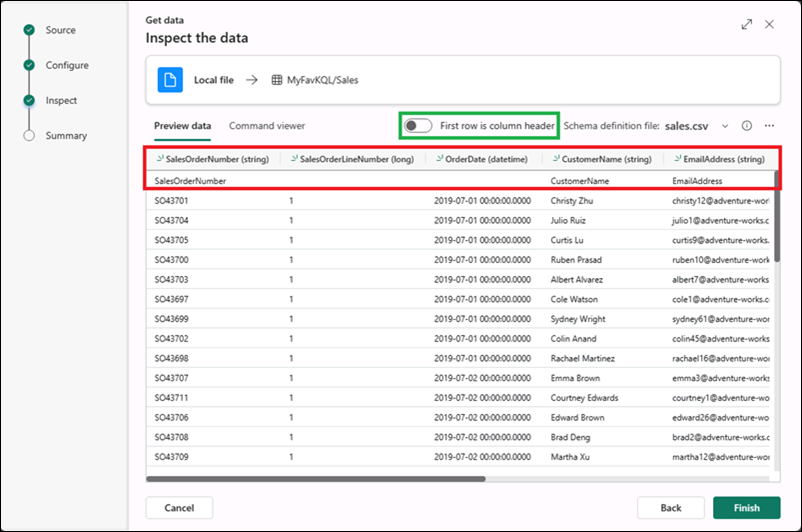 Get data
Inspect the data
Source
Configure
Inspect
Summary
Local file
MyFavKQL/Sales
Preview data Command viewer First row is column header Schema definition file: sales.csv
SalesOrderNumber (string) SalesOrderLineNumber (long) OrderDate (datetime) CustomerName (string) EmailAddress (string)
SalesOrderNumber CustomerName EmailAddress
SO43701 1 2019-07-01 00:00:00.0000 Christy Zhu christy12@adventure-works
SO43704 1 2019-07-01 00:00:00.0000 Julio Ruiz julio1@adventure-works.c
SO43705 1 2019-07-01 00:00:00.0000 Curtis Lu curtis9@adventure-works.
SO43700 1 2019-07-01 00:00:00.0000 Ruben Prasad ruben10@adventure-work
SO43703 1 2019-07-01 00:00:00.0000 Albert Alvarez albert7@adventure-works
SO43697 1 2019-07-01 00:00:00.0000 Cole Watson cole1@adventure-works.co
SO43699 1 2019-07-01 00:00:00.0000 Sydney Wright sydney61@adventure-wor
SO43702 1 2019-07-01 00:00:00.0000 Colin Anand colin45@adventure-works
SO43698 1 2019-07-01 00:00:00.0000 Rachael Martinez rachael16@adventure-wo
SO43707 1 2019-07-02 00:00:00.0000 Emma Brown emma3@adventure-works
SO43711 1 2019-07-02 00:00:00.0000 Courtney Edwards courtney1@adventure-wo
SO43706 1 2019-07-02 00:00:00.0000 Edward Brown edward26@adventure-wor
SO43708 1 2019-07-02 00:00:00.0000 Brad Deng brad2@adventure-works.c
SO43709 1 2019-07-02 00:00:00.0000 Martha Xu martha12@adventure-wor
Cancel Back Finish